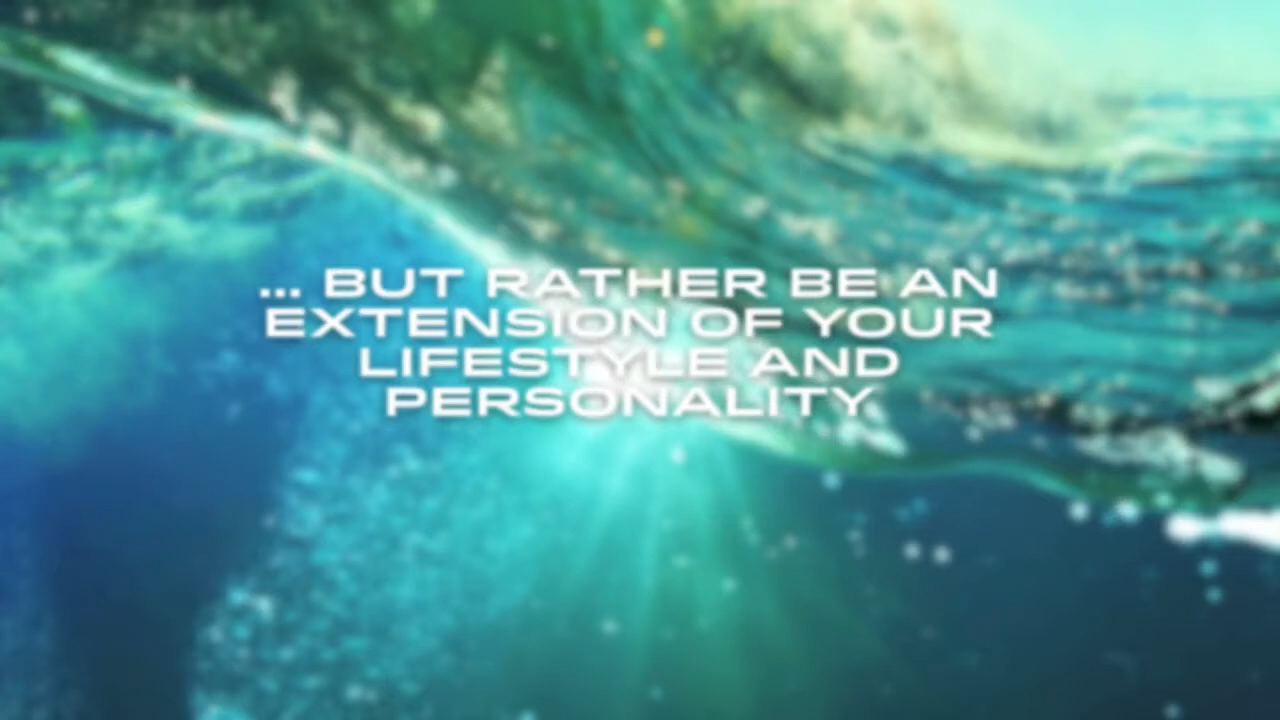 ... BUT RATHER BE AN
EXTENSION OF YOUR
LIFESTYLE AND
PERSONALITY